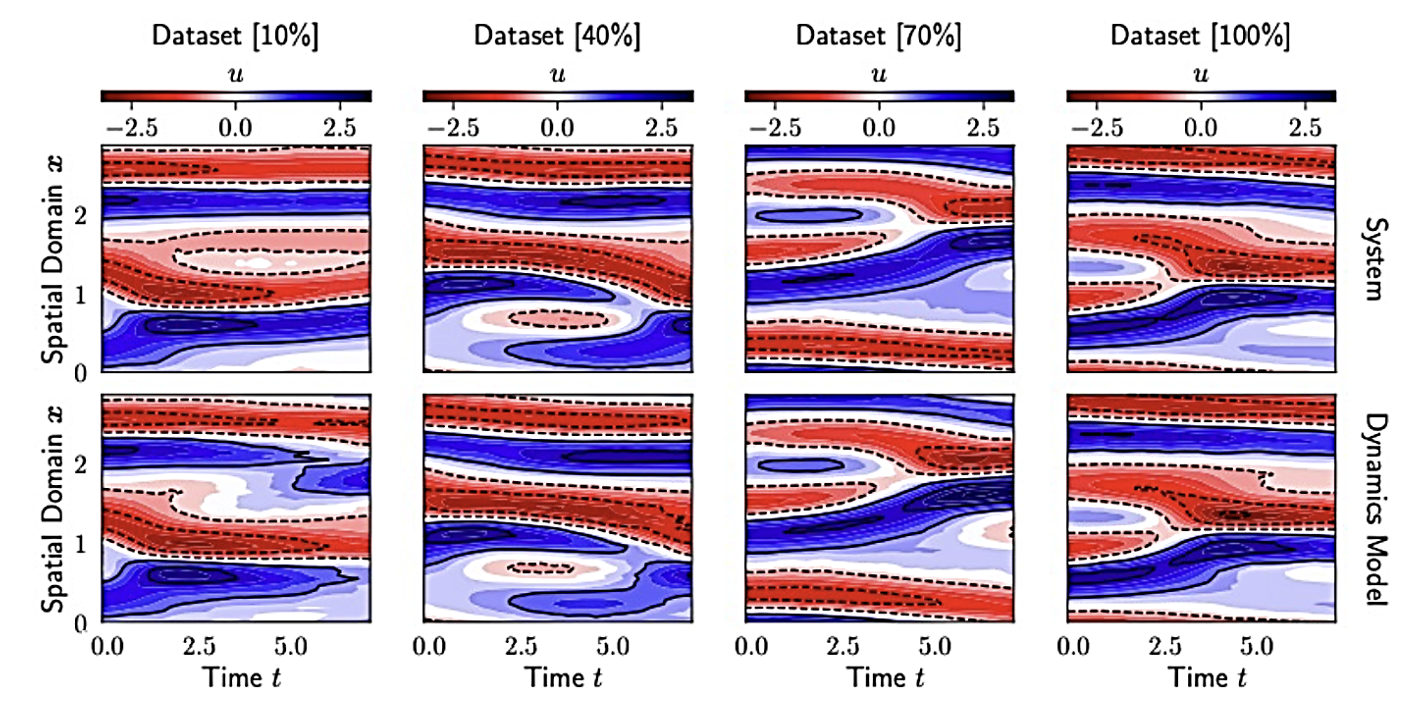 Dataset [10%] Dataset [40%] Dataset [70%] Dataset [100%]
u u u u
−2.5 0.0 2.5 −2.5 0.0 2.5 −2.5 0.0 2.5 −2.5 0.0 2.5
Spatial Domain x
2
1
0
System
Spatial Domain x
2
1
0
Dynamics Model
0.0 2.5 5.0 0.0 2.5 5.0 0.0 2.5 5.0 0.0 2.5 5.0
Time t Time t Time t Time t